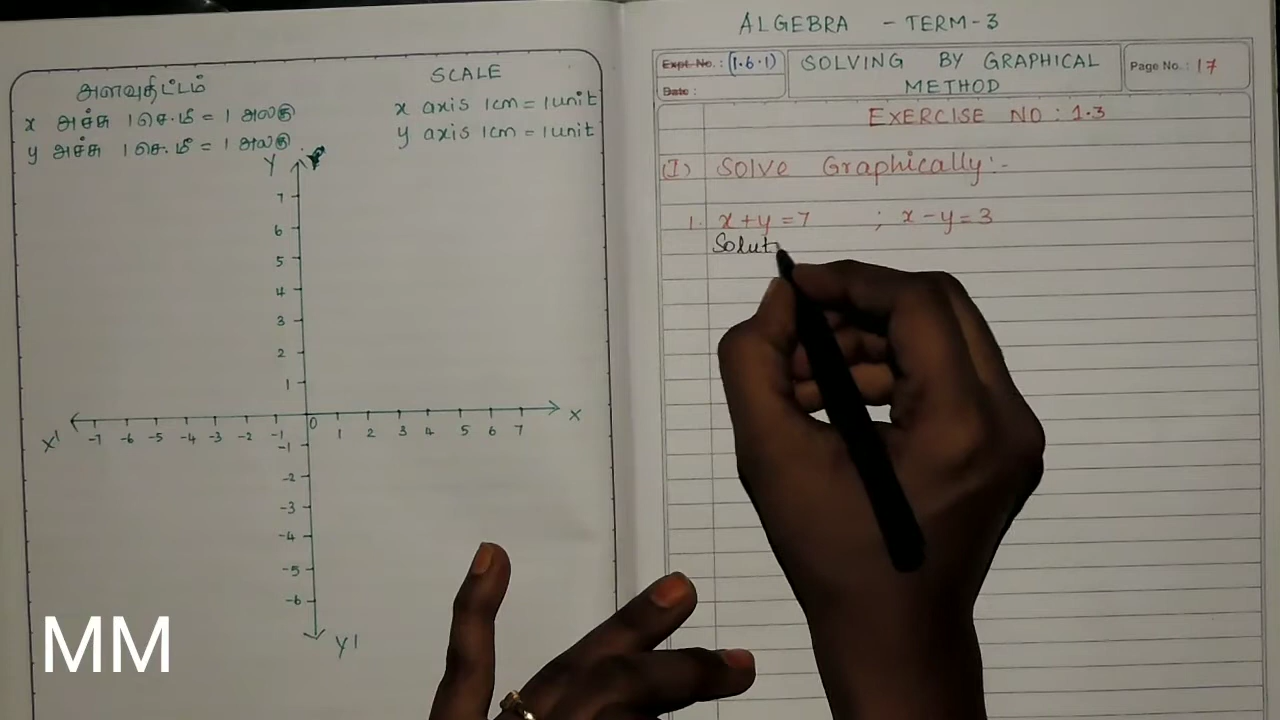 அளவுதிட்டம்
x அச்சு 1 செ.மீ = 1 அலகு
y அச்சு 1 செ.மீ = 1 அலகு
SCALE
x axis 1cm = 1unit
y axis 1cm = 1unit
Y
7
6
5
4
3
2
1
X' -7 -6 -5 -4 -3 -2 -1 0 1 2 3 4 5 6 7 X
-1
-2
-3
-4
-5
-6
Y'
MM
ALGEBRA - TERM-3
Expt. No. : (1.6.1)
Date :
SOLVING BY GRAPHICAL
METHOD
Page No. : 17
EXERCISE NO : 1.3
(I) Solve Graphically:-
1. x+y=7 ; x-y=3
Solut